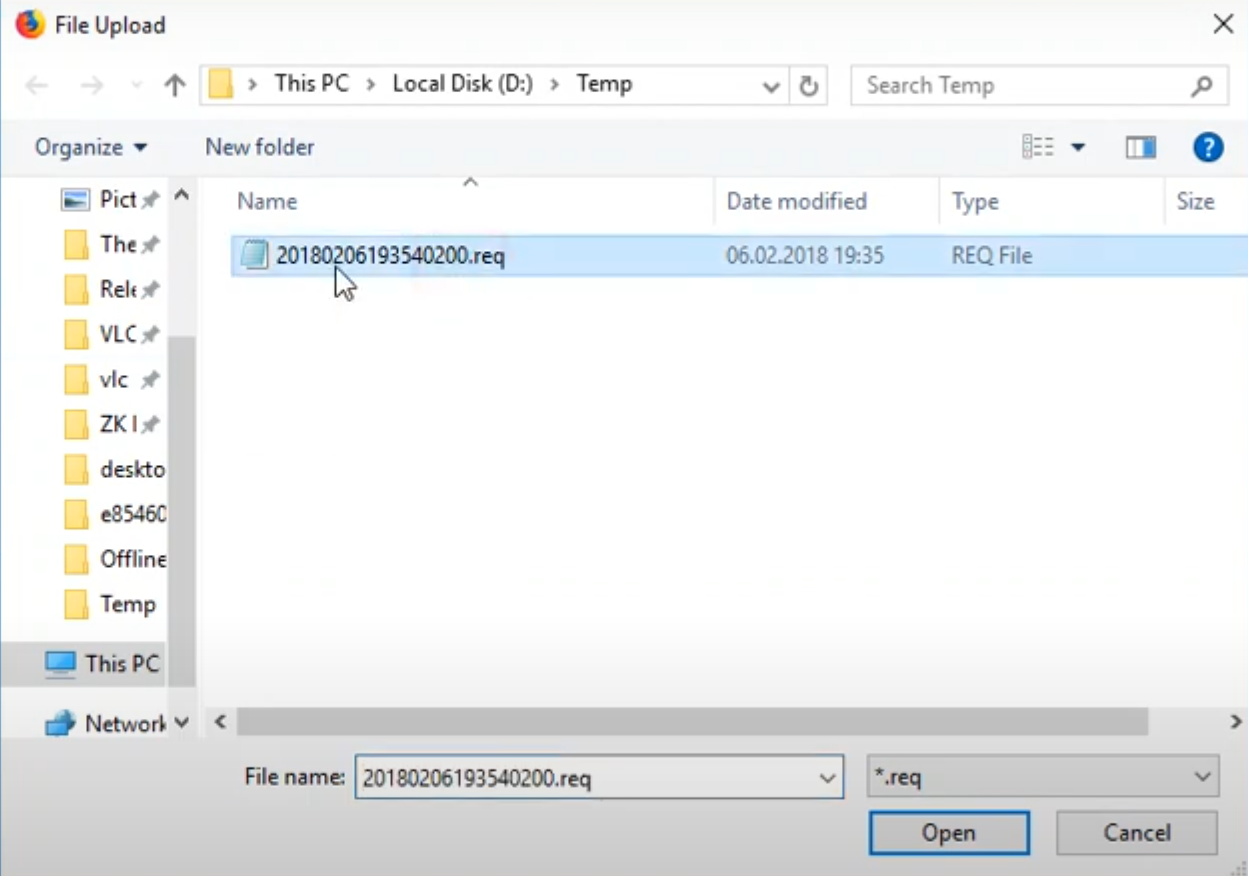 File Upload
This PC > Local Disk (D:) > Temp
Search Temp
Organize
New folder
Name
Date modified
Type
Size
20180206193540200.req
06.02.2018 19:35
REQ File
Pict
The
Rele
VLC
vlc
ZK I
deskto
e85460
Offline
Temp
This PC
Network
File name:
20180206193540200.req
*.req
Open
Cancel